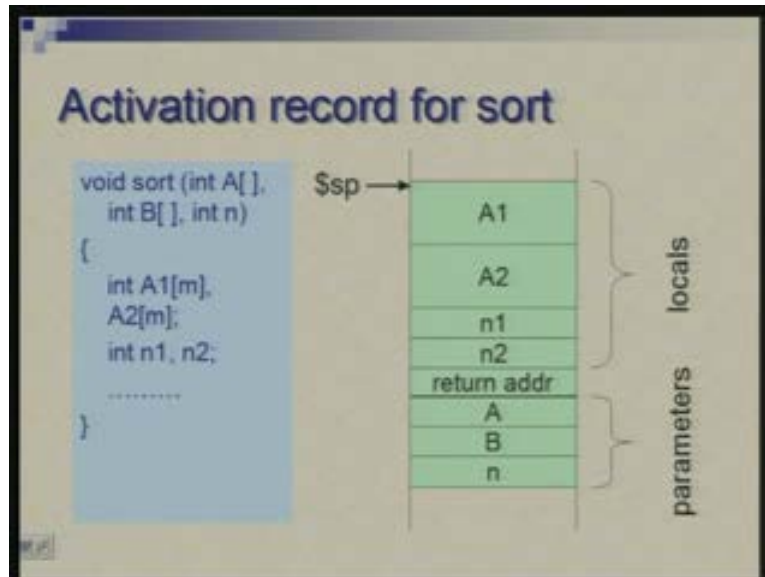 Activation record for sort
void sort (int A[ ],
int B[ ], int n)
{
int A1[m],
A2[m];
int n1, n2;
.........
}
$sp
A1
A2
n1
n2
return addr
A
B
n
locals
parameters